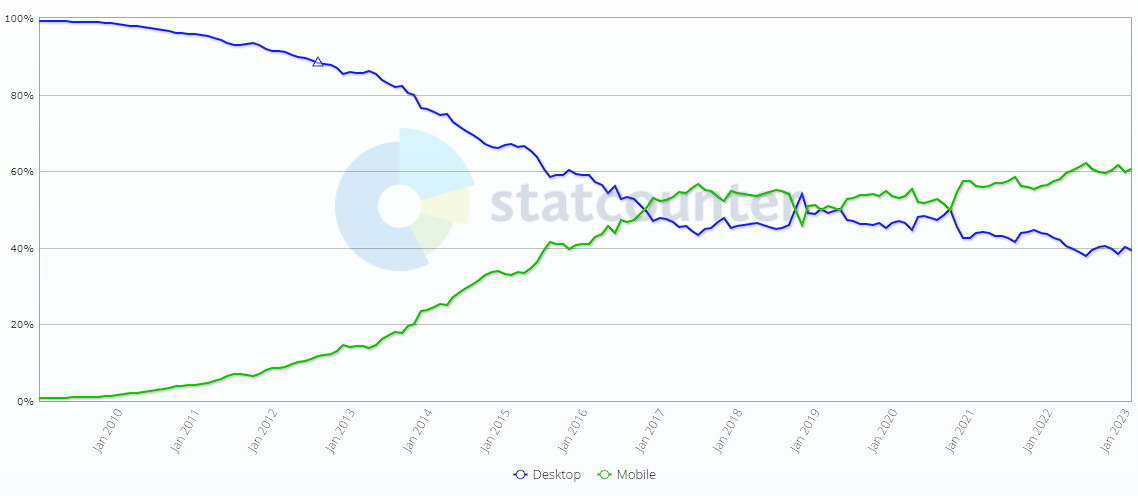 100%
80%
60%
40%
20%
0%
statcounter
Jan 2010
Jan 2011
Jan 2012
Jan 2013
Jan 2014
Jan 2015
Jan 2016
Jan 2017
Jan 2018
Jan 2019
Jan 2020
Jan 2021
Jan 2022
Jan 2023
Desktop Mobile